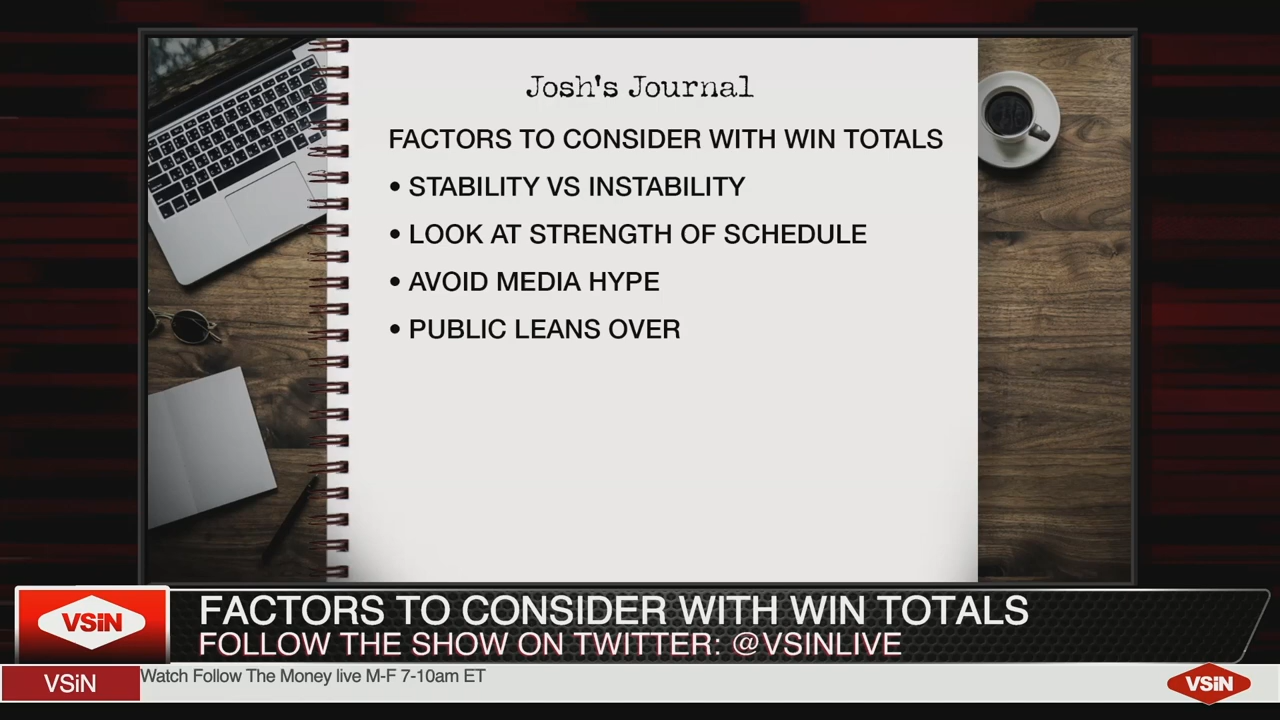 Josh's Journal
FACTORS TO CONSIDER WITH WIN TOTALS
• STABILITY VS INSTABILITY
• LOOK AT STRENGTH OF SCHEDULE
• AVOID MEDIA HYPE
• PUBLIC LEANS OVER
VSiN
FACTORS TO CONSIDER WITH WIN TOTALS
FOLLOW THE SHOW ON TWITTER: @VSINLIVE
VSiN
Watch Follow The Money live M-F 7-10am ET
VSiN